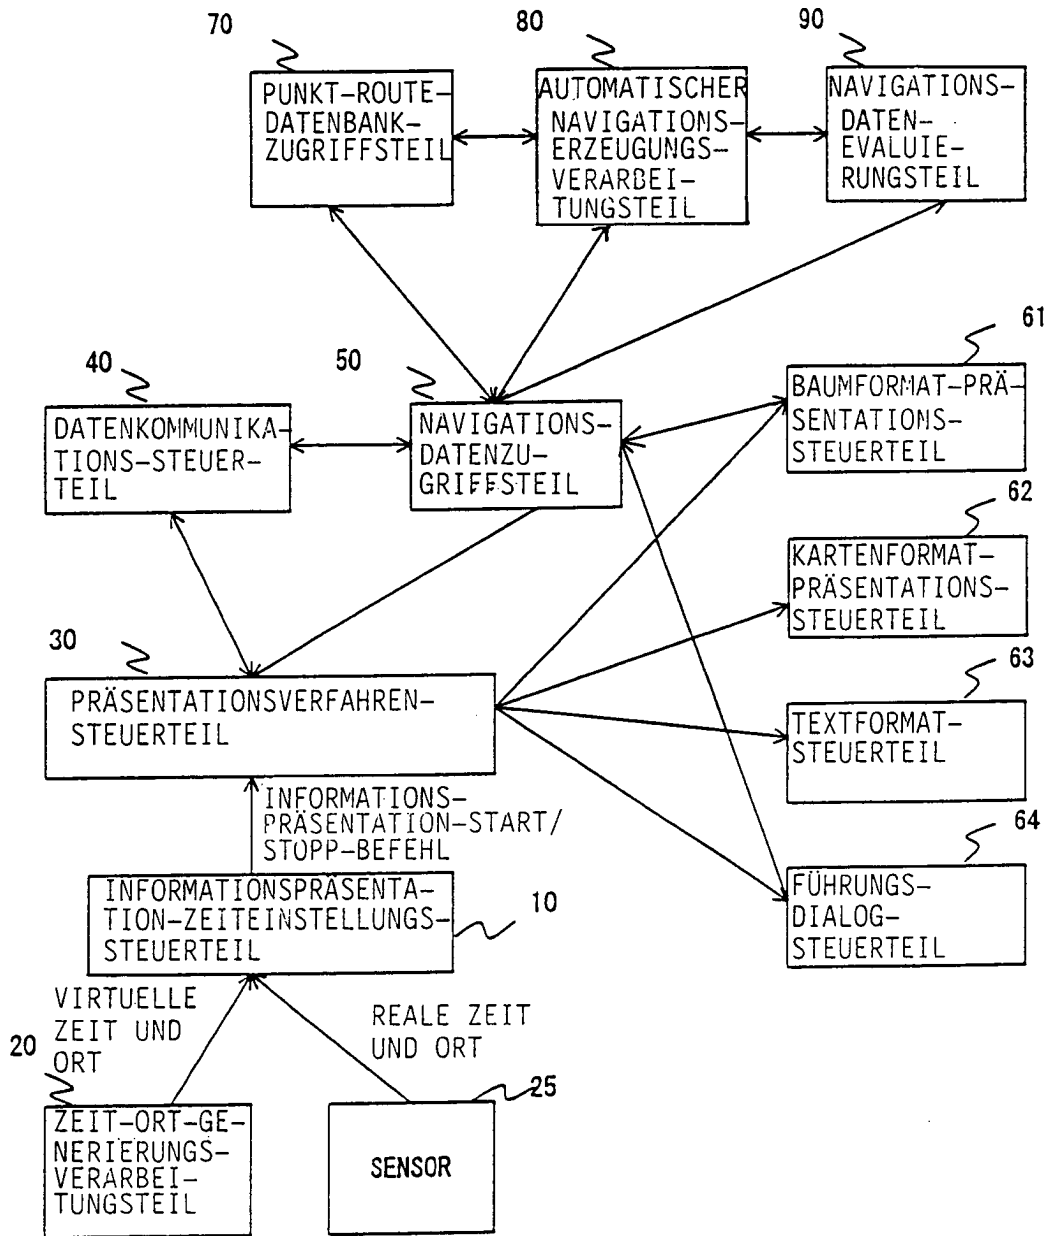 70
80
90
PUNKT-ROUTE-
DATENBANK-
ZUGRIFFSTEIL
AUTOMATISCHER
NAVIGATIONS-
ERZEUGUNGS-
VERARBEI-
TUNGSTEIL
NAVIGATIONS-
DATEN-
EVALUIE-
RUNGSTEIL
40
50
61
DATENKOMMUNIKA-
TIONS-STEUER-
TEIL
NAVIGATIONS-
DATENZU-
GRIFFSTEIL
BAUMFORMAT-PRÄ-
SENTATIOMS-
STEUERTEIL
62
KARTENFORMAT-
PRÄSENTATIONS-
STEUERTEIL
30
63
PRÄSENTATIONSVERFAHREN-
STEUERTEIL
TEXTFORMAT-
STEUERTEIL
INFORMATIONS-
PRÄSENTATION-START/
STOPP-BEFEHL
64
INFORMATIONSPRÄSENTA-
TION-ZEITEINSTELLUNGS-
STEUERTEIL
10
FÜHRUNGS-
DIALOG-
STEUERTEIL
VIRTUELLE
ZEIT UND
ORT
REALE ZEIT
UND ORT
20
25
ZEIT-ORT-GE-
NERIERUNGS-
VERARBEI-
TUNGSTEIL
SENSOR